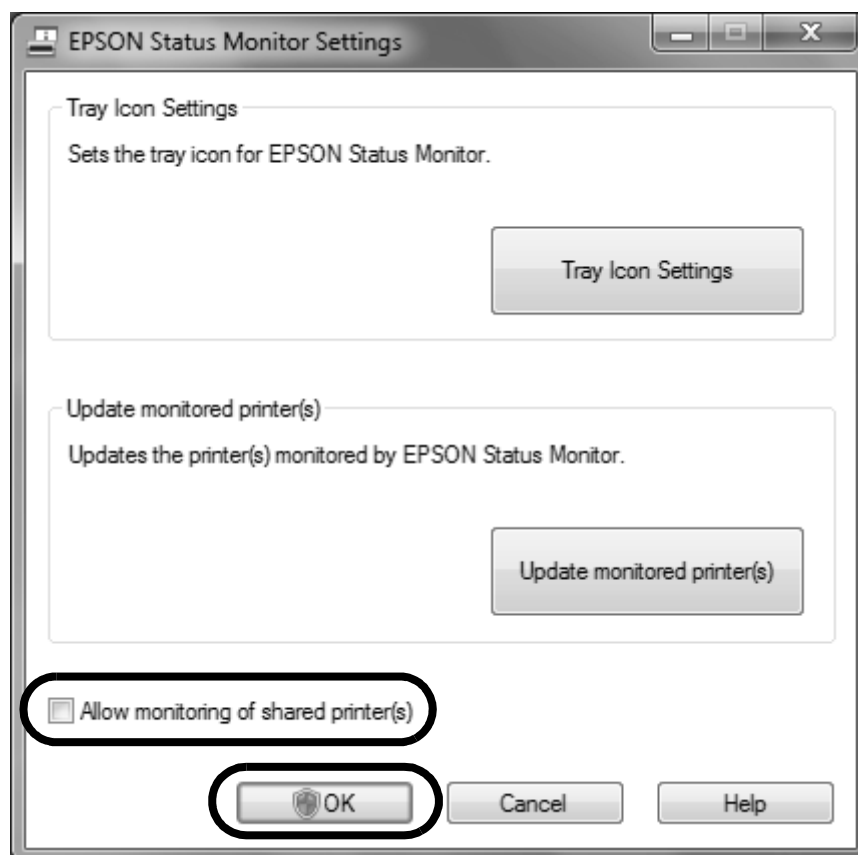 EPSON Status Monitor Settings
Tray Icon Settings
Sets the tray icon for EPSON Status Monitor.
Tray Icon Settings
Update monitored printer(s)
Updates the printer(s) monitored by EPSON Status Monitor.
Update monitored printer(s)
Allow monitoring of shared printer(s)
OK Cancel Help